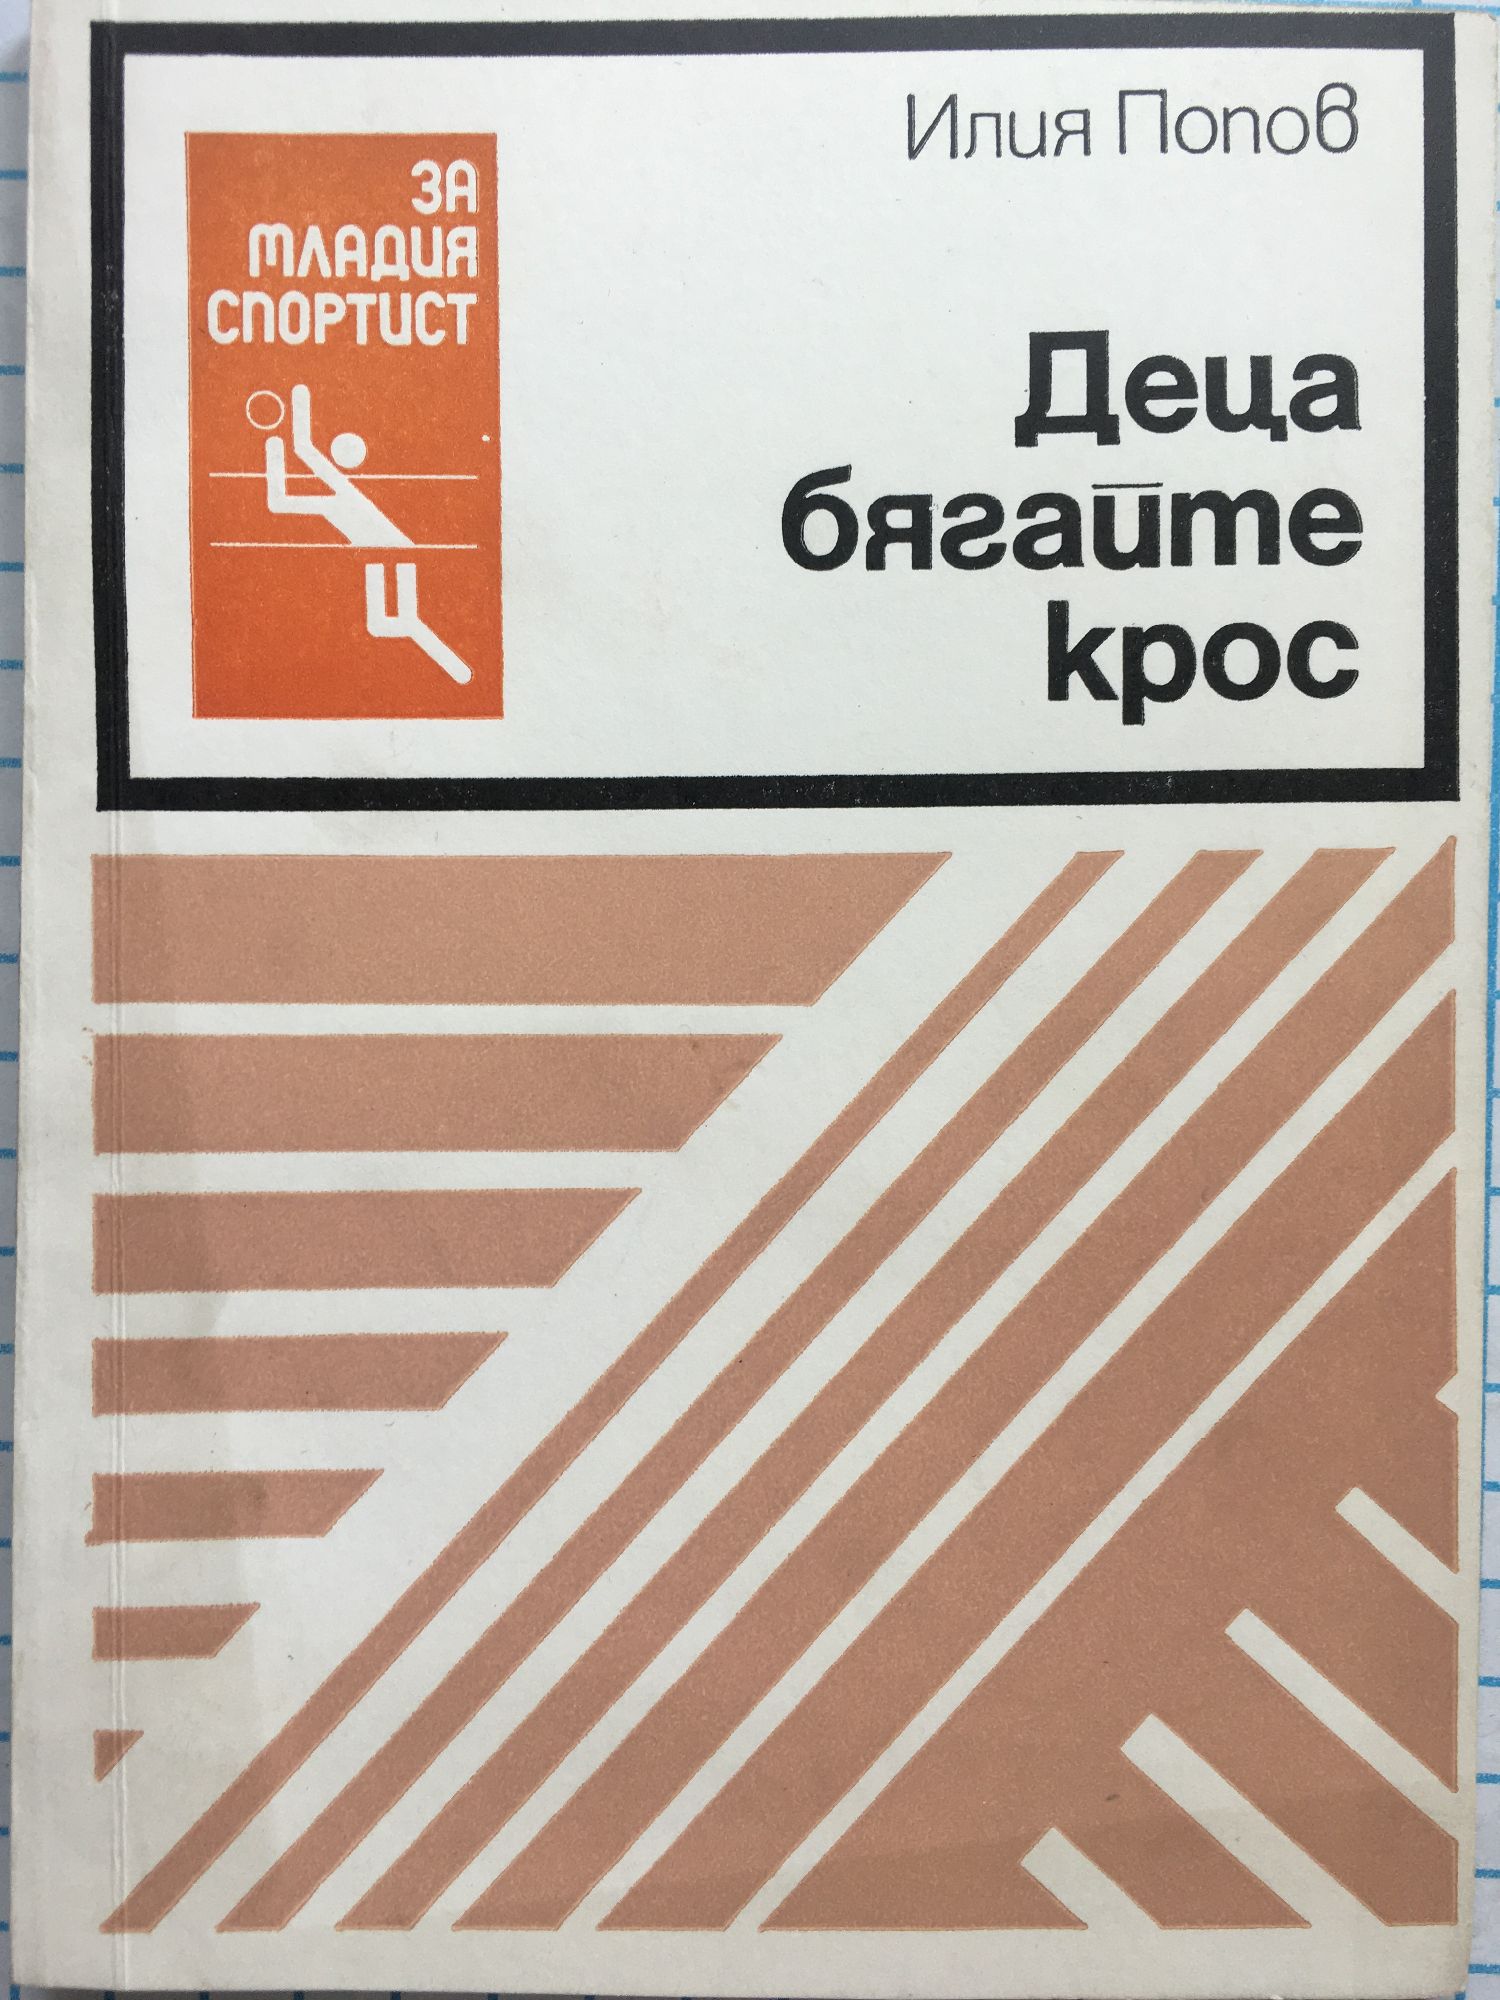 Илия Попов
ЗА
МЛАДИЯ
СПОРТИСТ
Деца
бягайте
крос